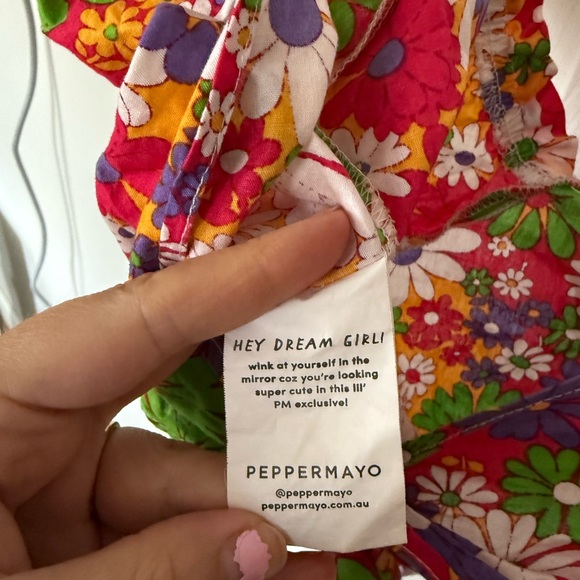 HEY DREAM GIRL!
wink at yourself in the
mirror coz you're looking
super cute in this lil'
PM exclusive!
PEPPERMAYO
@peppermayo
peppermayo.com.au